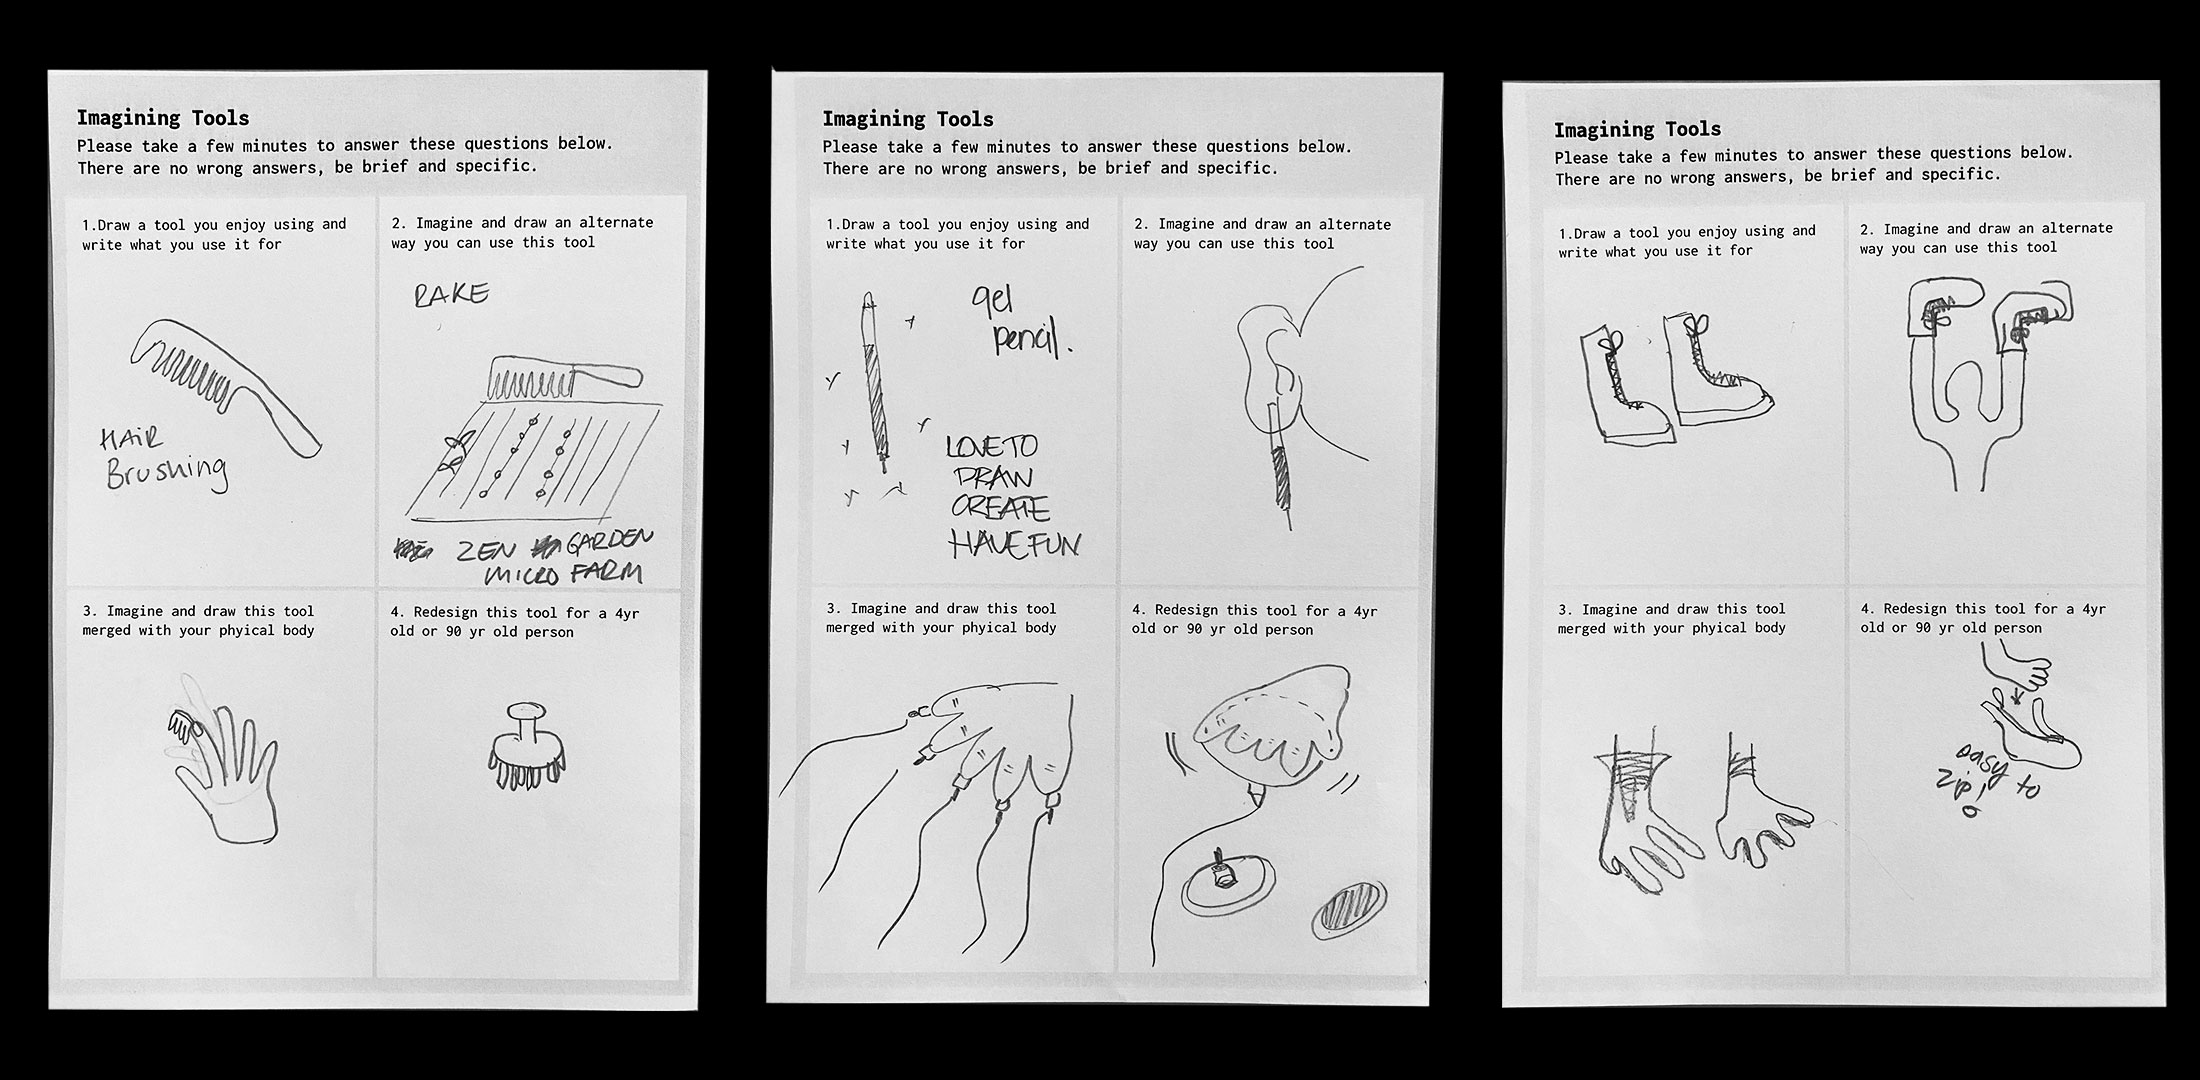 Imagining Tools
Please take a few minutes to answer these questions below.
There are no wrong answers, be brief and specific.
1.Draw a tool you enjoy using and
write what you use it for
HAIR
Brushing
2. Imagine and draw an alternate
way you can use this tool
RAKE
ZEN GARDEN
MICRO FARM
3. Imagine and draw this tool
merged with your phyical body
4. Redesign this tool for a 4yr
old or 90 yr old person
Imagining Tools
Please take a few minutes to answer these questions below.
There are no wrong answers, be brief and specific.
1.Draw a tool you enjoy using and
write what you use it for
gel
pencil.
LOVE TO
DRAW
CREATE
HAVE FUN
2. Imagine and draw an alternate
way you can use this tool
3. Imagine and draw this tool
merged with your phyical body
4. Redesign this tool for a 4yr
old or 90 yr old person
Imagining Tools
Please take a few minutes to answer these questions below.
There are no wrong answers, be brief and specific.
1.Draw a tool you enjoy using and
write what you use it for
2. Imagine and draw an alternate
way you can use this tool
3. Imagine and draw this tool
merged with your phyical body
4. Redesign this tool for a 4yr
old or 90 yr old person
easy to
zip!